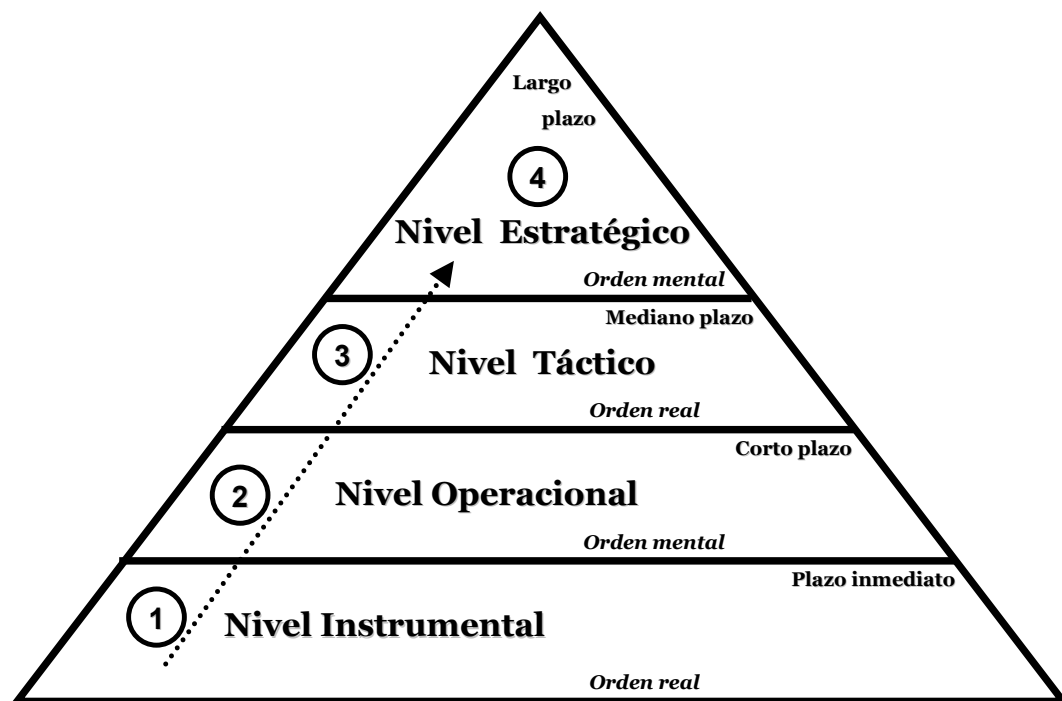 Largo
plazo
4
Nivel Estratégico
Orden mental
Mediano plazo
3
Nivel Táctico
Orden real
Corto plazo
2
Nivel Operacional
Orden mental
Plazo inmediato
1
Nivel Instrumental
Orden real